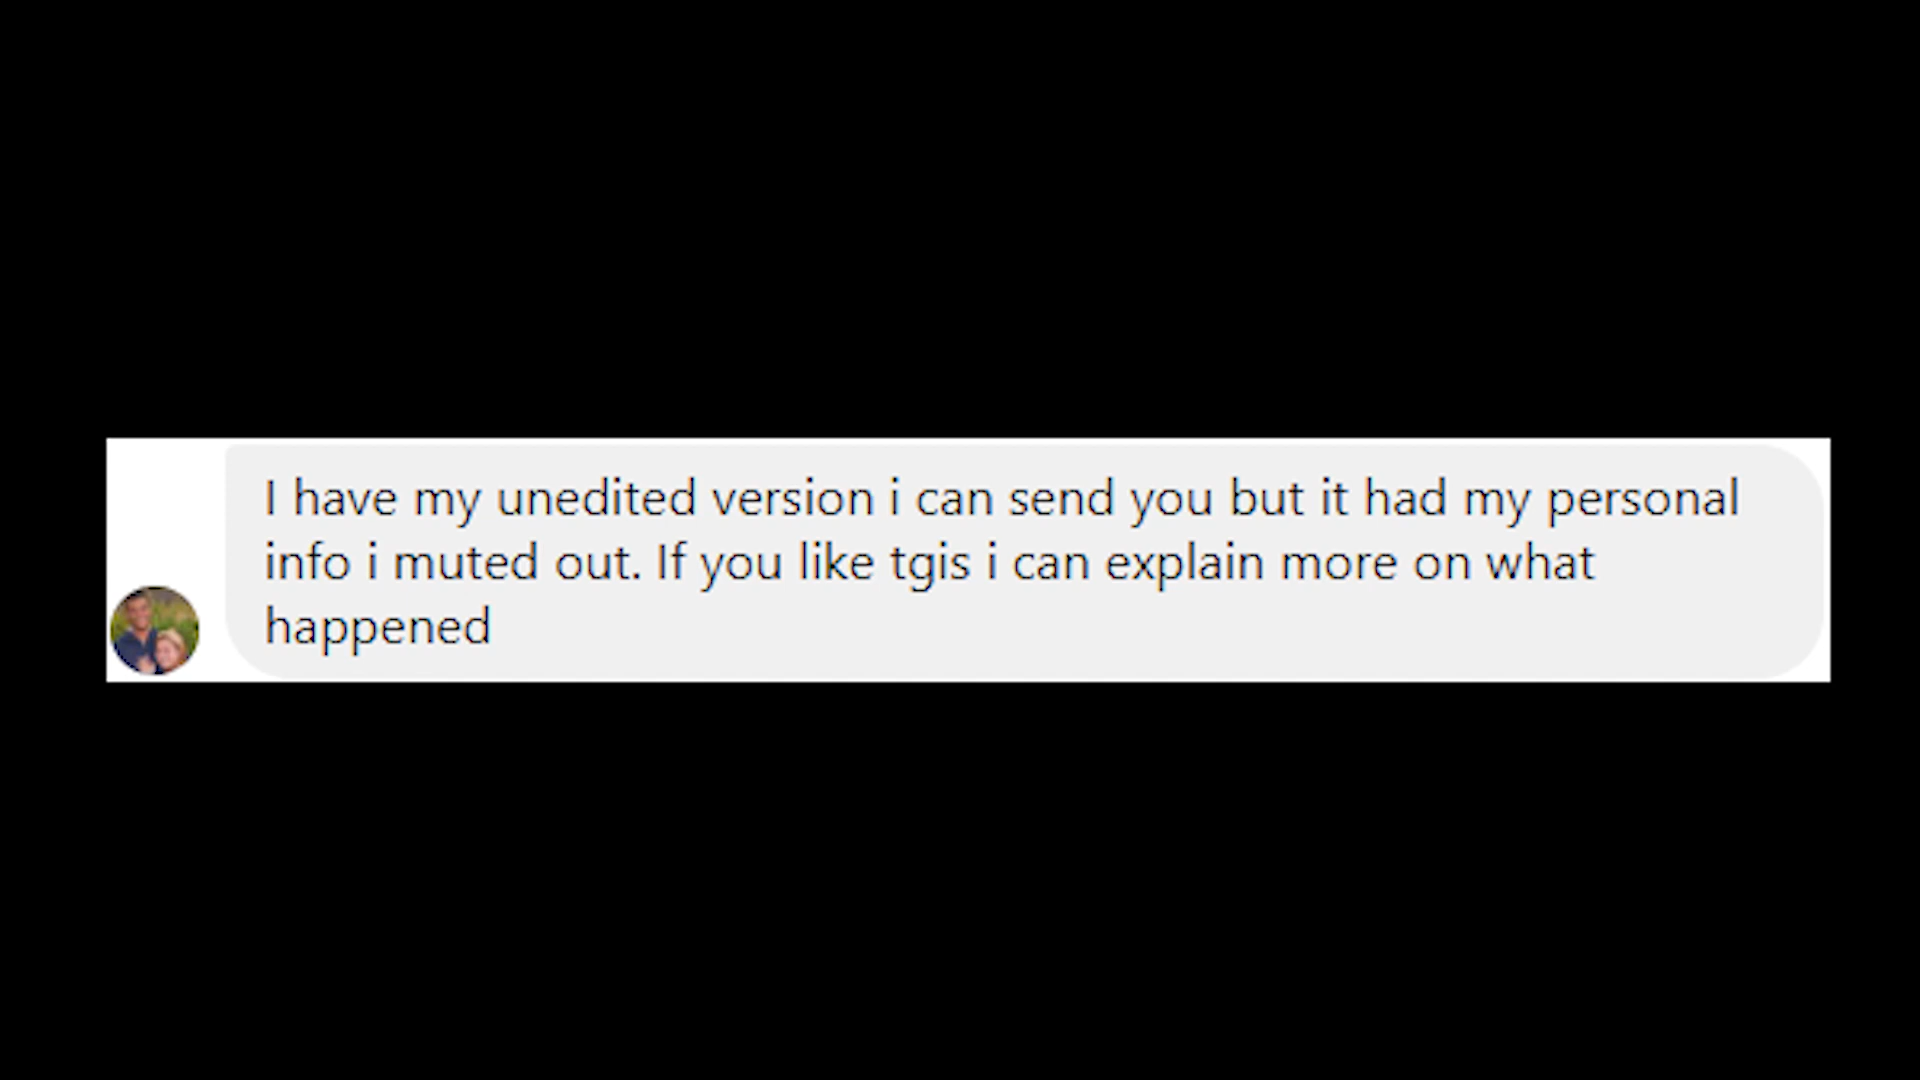 I have my unedited version i can send you but it had my personal
info i muted out. If you like tgis i can explain more on what
happened